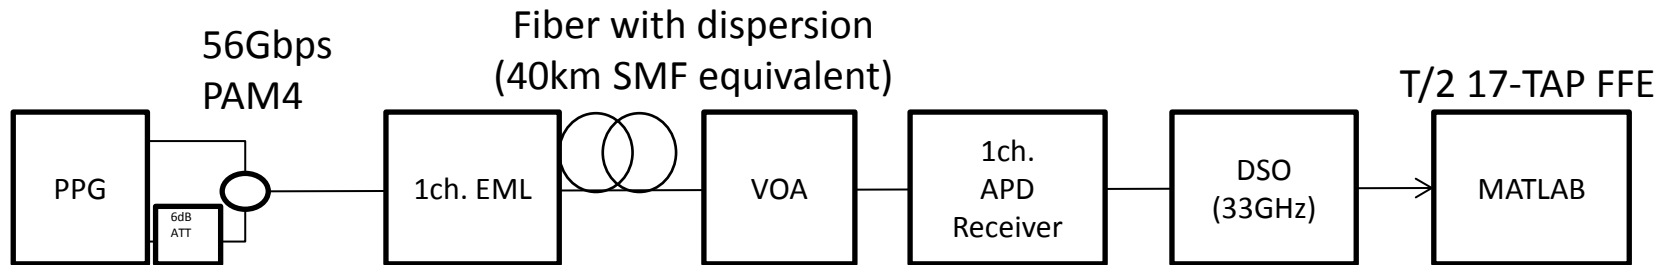 56Gbps
PAM4
Fiber with dispersion
(40km SMF equivalent)
T/2 17-TAP FFE
PPG
6dB
ATT
1ch. EML
VOA
1ch.
APD
Receiver
DSO
(33GHz)
MATLAB